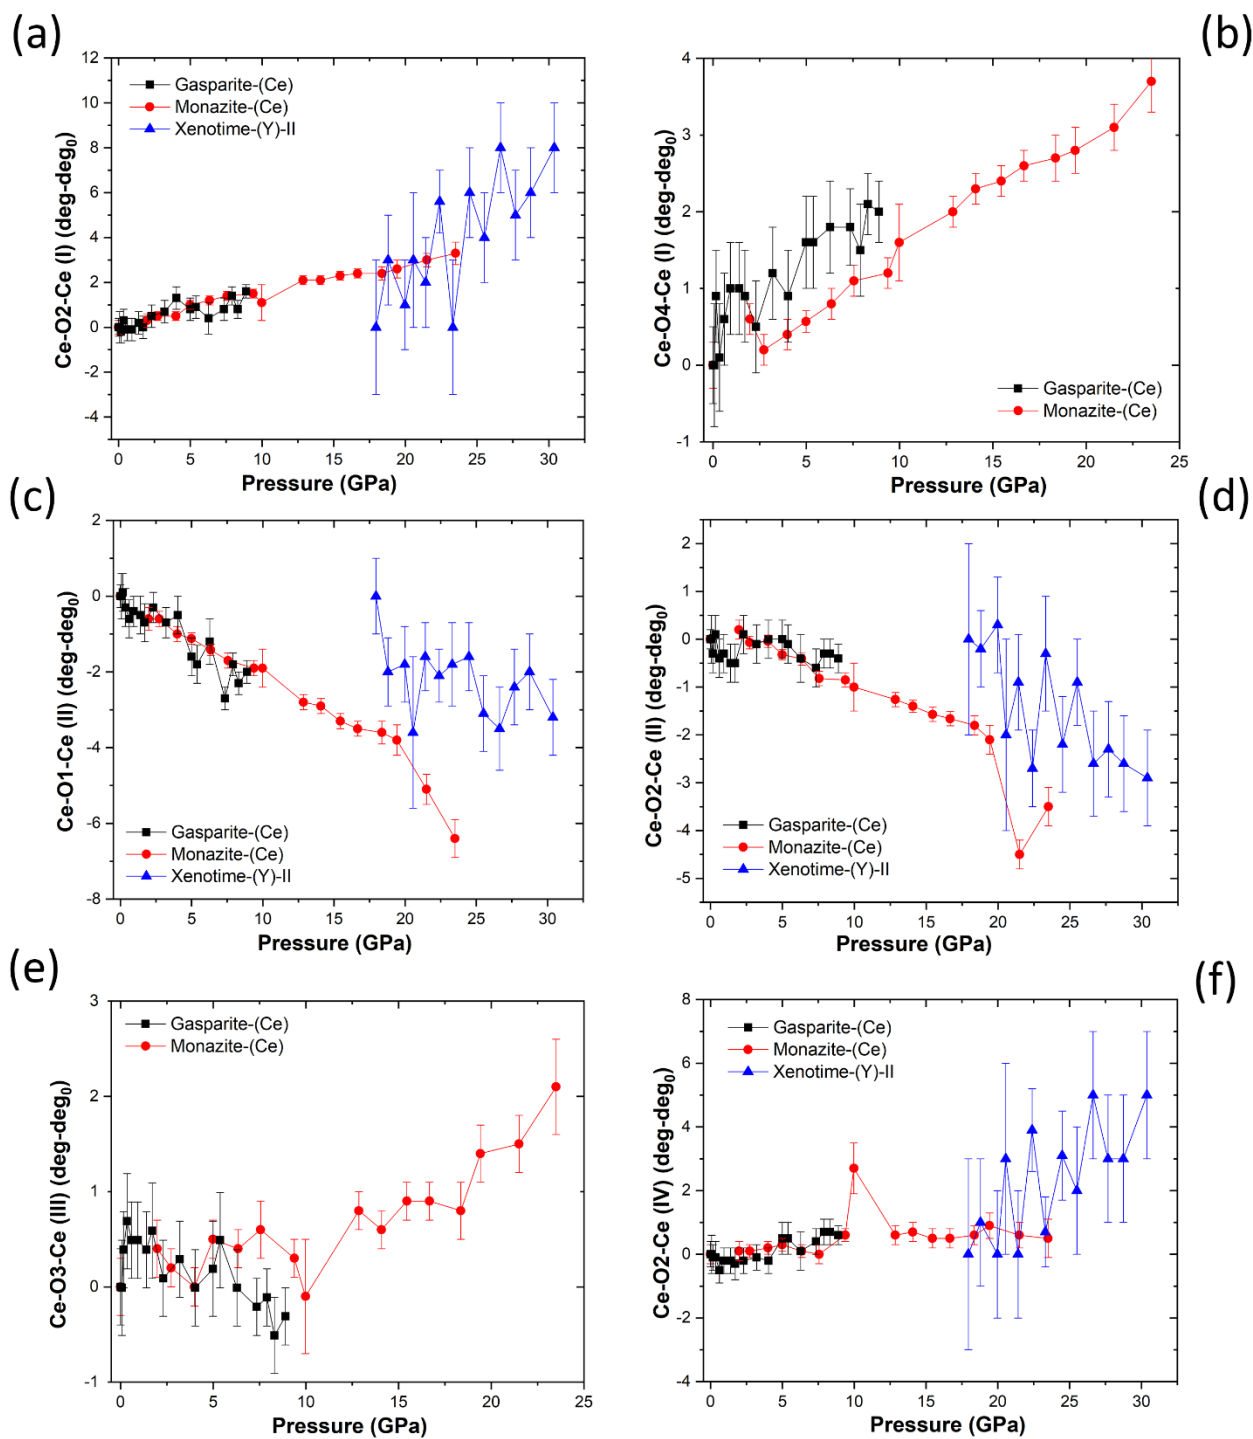 (a)
Ce-O2-Ce (I) (deg-deg₀)
12
10
8
6
4
2
0
-2
-4
Gasparite-(Ce)
Monazite-(Ce)
Xenotime-(Y)-II
0 5 10 15 20 25 30
Pressure (GPa)
(b)
Ce-O4-Ce (I) (deg-deg₀)
4
3
2
1
0
-1
Gasparite-(Ce)
Monazite-(Ce)
0 5 10 15 20 25
Pressure (GPa)
(c)
Ce-O1-Ce (II) (deg-deg₀)
2
0
-2
-4
-6
-8
Gasparite-(Ce)
Monazite-(Ce)
Xenotime-(Y)-II
0 5 10 15 20 25 30
Pressure (GPa)
(d)
Ce-O2-Ce (II) (deg-deg₀)
2
1
0
-1
-2
-3
-4
-5
Gasparite-(Ce)
Monazite-(Ce)
Xenotime-(Y)-II
0 5 10 15 20 25 30
Pressure (GPa)
(e)
Ce-O3-Ce (III) (deg-deg₀)
3
2
1
0
-1
Gasparite-(Ce)
Monazite-(Ce)
0 5 10 15 20 25
Pressure (GPa)
(f)
Ce-O2-Ce (IV) (deg-deg₀)
8
6
4
2
0
-2
-4
Gasparite-(Ce)
Monazite-(Ce)
Xenotime-(Y)-II
0 5 10 15 20 25 30
Pressure (GPa)